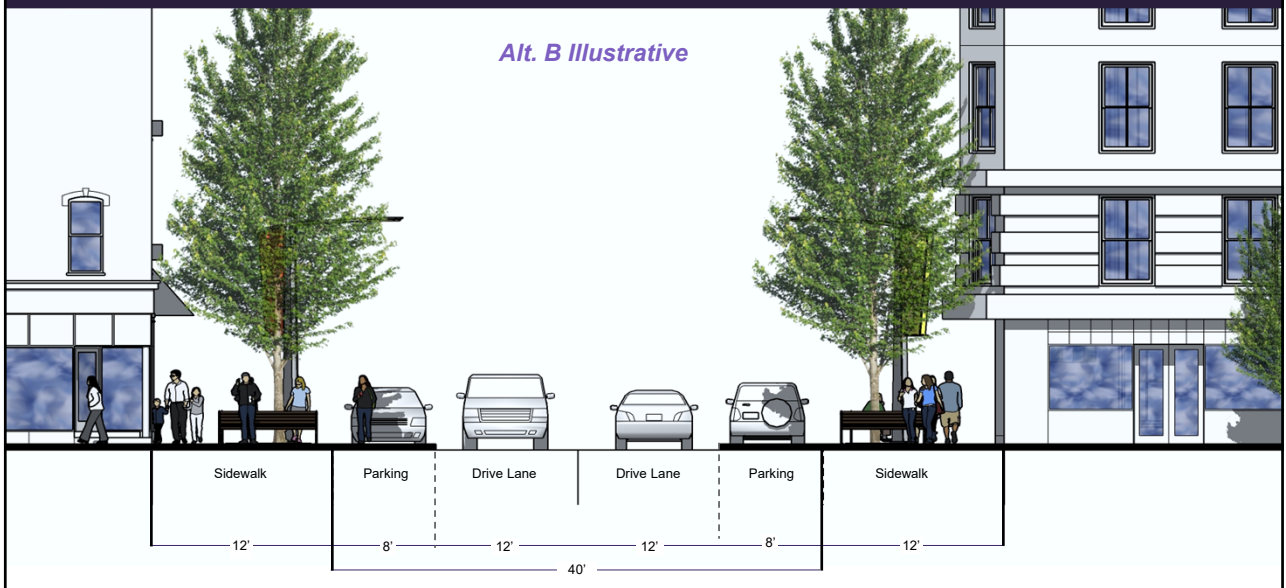 Alt. B Illustrative
Sidewalk Parking Drive Lane Drive Lane Parking Sidewalk
12’ 8’ 12’ 12’ 8’ 12’
40’